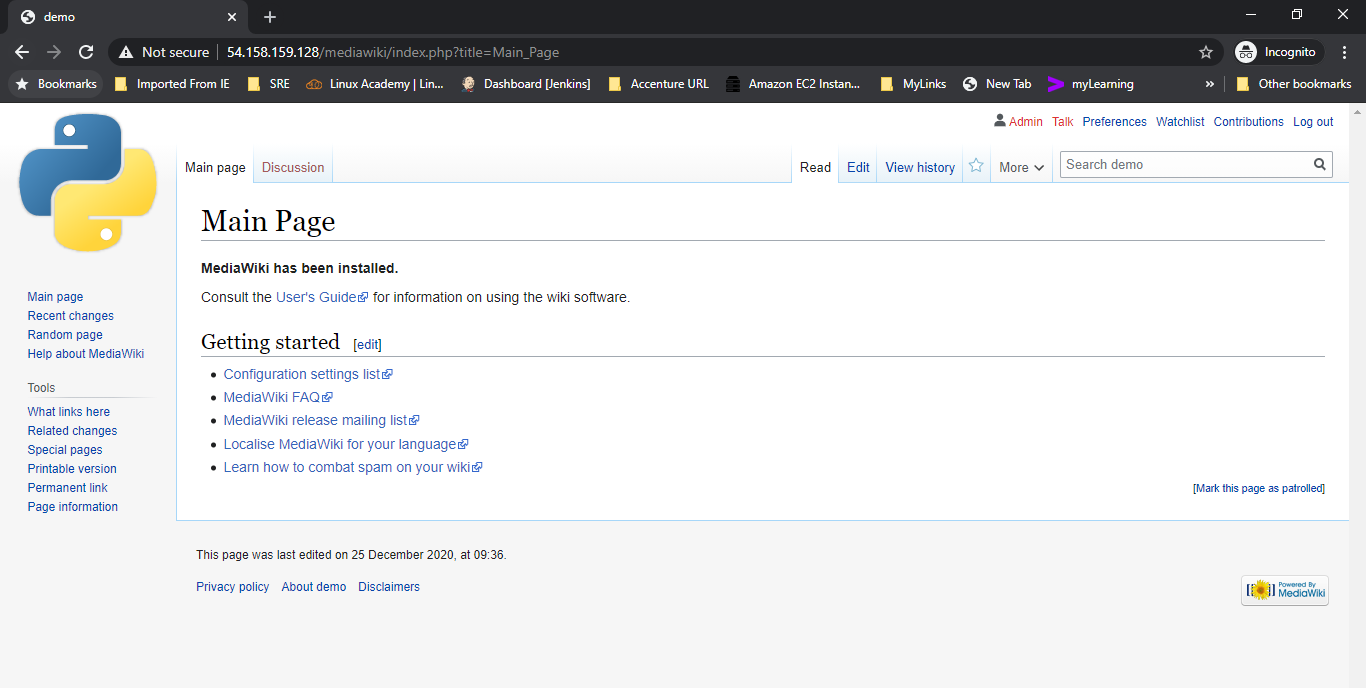 demo
Not secure 54.158.159.128/mediawiki/index.php?title=Main_Page Incognito
Bookmarks Imported From IE SRE Linux Academy | Lin... Dashboard [Jenkins] Accenture URL Amazon EC2 Instan... MyLinks New Tab myLearning » Other bookmarks
Admin Talk Preferences Watchlist Contributions Log out
Main page Discussion Read Edit View history More Search demo
Main Page
MediaWiki has been installed.
Consult the User's Guide for information on using the wiki software.
Getting started [edit]
Configuration settings list
MediaWiki FAQ
MediaWiki release mailing list
Localise MediaWiki for your language
Learn how to combat spam on your wiki
[Mark this page as patrolled]
Main page
Recent changes
Random page
Help about MediaWiki
Tools
What links here
Related changes
Special pages
Printable version
Permanent link
Page information
This page was last edited on 25 December 2020, at 09:36.
Privacy policy About demo Disclaimers
Powered By
MediaWiki